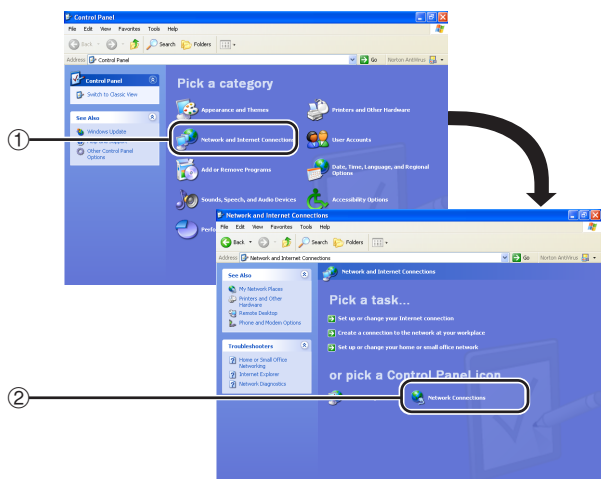 Control Panel
File Edit View Favorites Tools Help
Back Search Folders
Address Control Panel Go Norton AntiVirus
Control Panel
Switch to Classic View
See Also
Windows Update
Help and Support
Other Control Panel
Options
Pick a category
Appearance and Themes
Printers and Other Hardware
Network and Internet Connections
User Accounts
Add or Remove Programs
Date, Time, Language, and Regional
Options
Sounds, Speech, and Audio Devices
Accessibility Options
Perfo
①
Network and Internet Connections
File Edit View Favorites Tools Help
Back Search Folders
Address Network and Internet Connections Go Norton AntiVirus
See Also
My Network Places
Printers and Other
Hardware
Remote Desktop
Phone and Modem Options
Troubleshooters
Home or Small Office
Networking
Internet Explorer
Network Diagnostics
Network and Internet Connections
Pick a task...
Set up or change your Internet connection
Create a connection to the network at your workplace
Set up or change your home or small office network
or pick a Control Panel icon
Network Connections
②